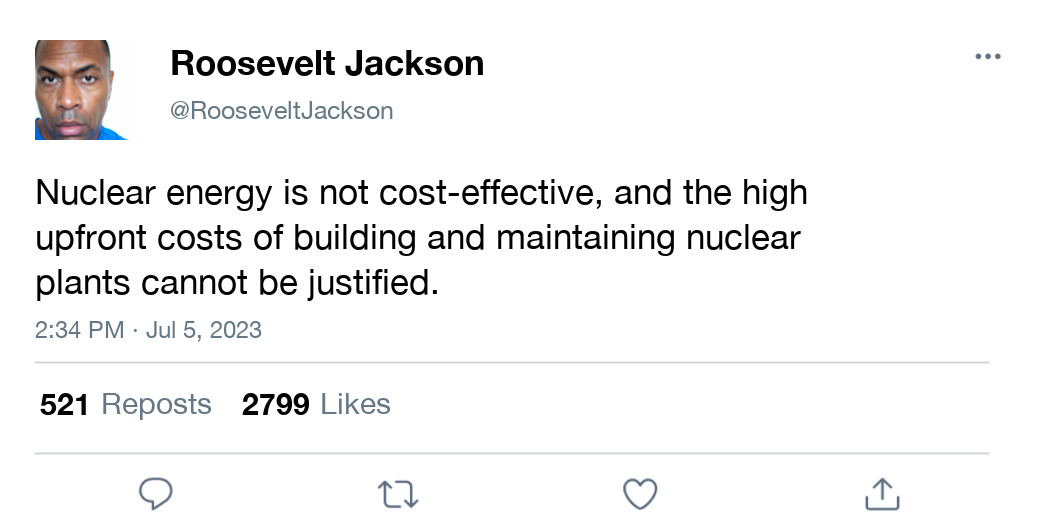 Roosevelt Jackson
@RooseveltJackson
Nuclear energy is not cost-effective, and the high
upfront costs of building and maintaining nuclear
plants cannot be justified.
2:34 PM · Jul 5, 2023
521 Reposts 2799 Likes